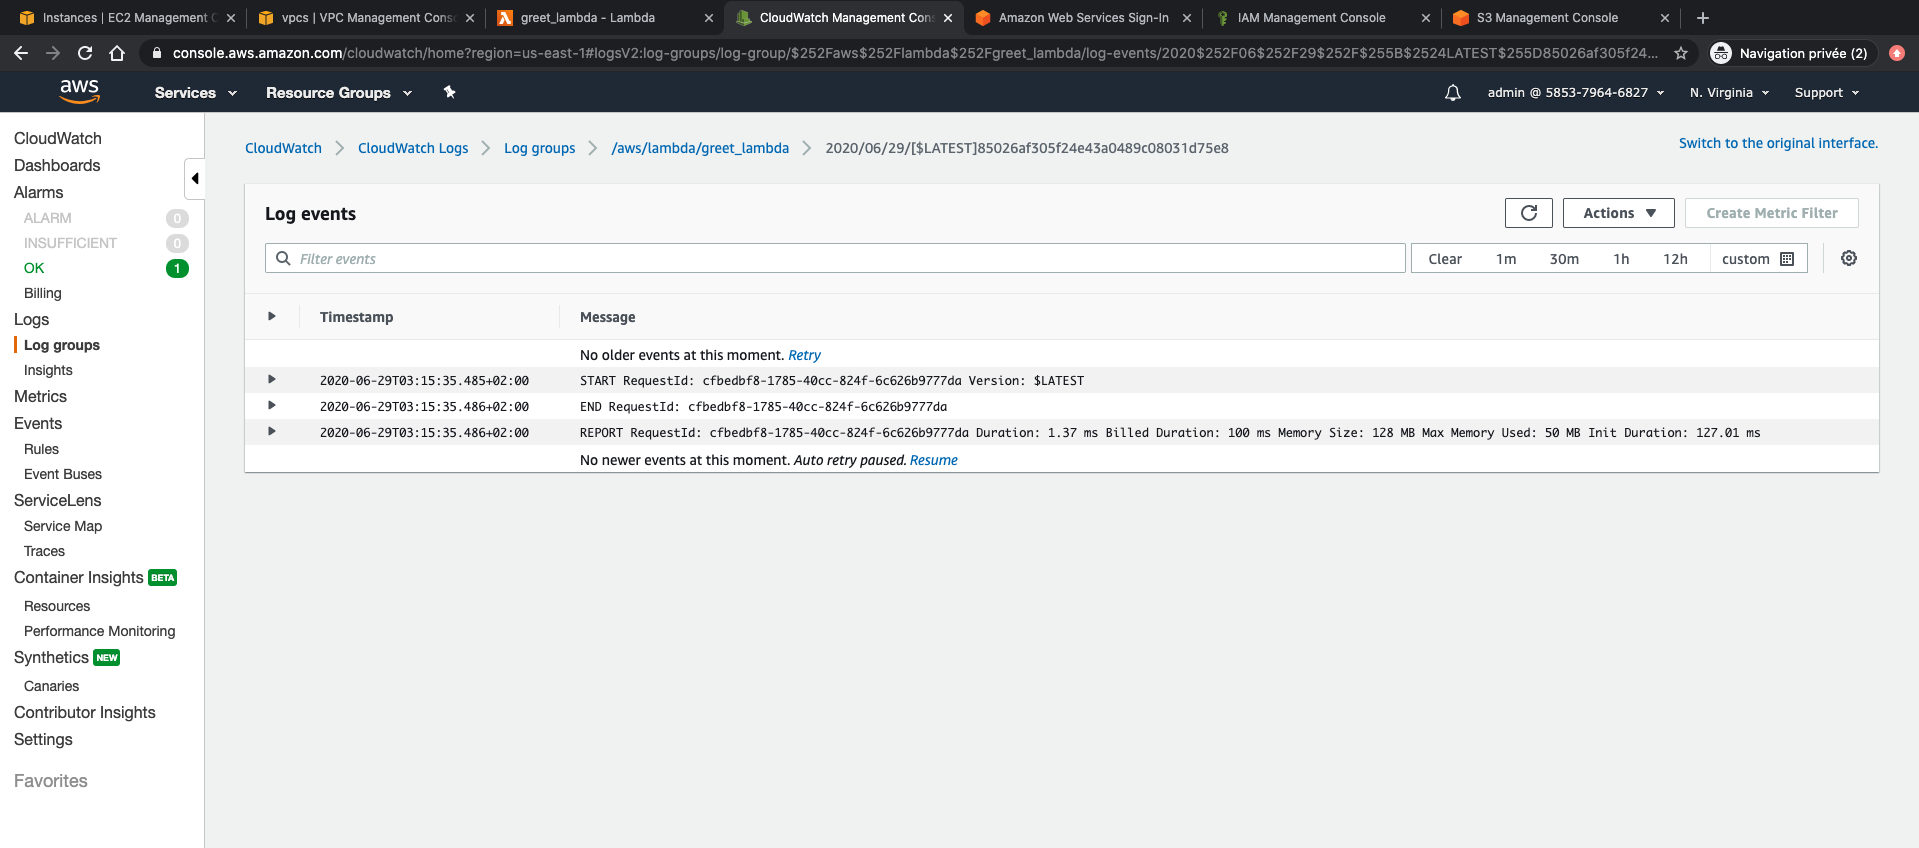 Instances | EC2 Management C
vpcs | VPC Management Conso
greet_lambda - Lambda
CloudWatch Management Cons
Amazon Web Services Sign-In
IAM Management Console
S3 Management Console
console.aws.amazon.com/cloudwatch/home?region=us-east-1#logsV2:log-groups/log-group/$252Faws$252Flambda$252Fgreet_lambda/log-events/2020$252F06$252F29$252F$255B$2524LATEST$255D85026af305f24...
Navigation privée (2)
aws
Services
Resource Groups
admin @ 5853-7964-6827
N. Virginia
Support
CloudWatch
Dashboards
Alarms
ALARM 0
INSUFFICIENT 0
OK 1
Billing
Logs
Log groups
Insights
Metrics
Events
Rules
Event Buses
ServiceLens
Service Map
Traces
Container Insights BETA
Resources
Performance Monitoring
Synthetics NEW
Canaries
Contributor Insights
Settings
Favorites
CloudWatch
CloudWatch Logs
Log groups
/aws/lambda/greet_lambda
2020/06/29/[$LATEST]85026af305f24e43a0489c08031d75e8
Switch to the original interface.
Log events
Actions
Create Metric Filter
Filter events
Clear 1m 30m 1h 12h custom
Timestamp Message
No older events at this moment. Retry
2020-06-29T03:15:35.485+02:00 START RequestId: cfbedbf8-1785-40cc-824f-6c626b9777da Version: $LATEST
2020-06-29T03:15:35.486+02:00 END RequestId: cfbedbf8-1785-40cc-824f-6c626b9777da
2020-06-29T03:15:35.486+02:00 REPORT RequestId: cfbedbf8-1785-40cc-824f-6c626b9777da Duration: 1.37 ms Billed Duration: 100 ms Memory Size: 128 MB Max Memory Used: 50 MB Init Duration: 127.01 ms
No newer events at this moment. Auto retry paused. Resume